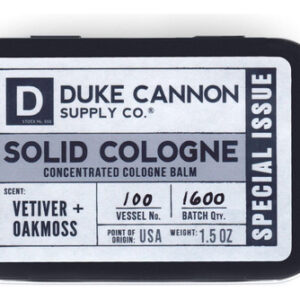 D
DUKE CANNON
SUPPLY CO.®
SOLID COLOGNE
CONCENTRATED COLOGNE BALM
SCENT:
VETIVER +
OAKMOSS
100
VESSEL No.
1600
BATCH QTY.
POINT OF
ORIGIN: USA
WEIGHT: 1.5 OZ
SPECIAL ISSUE